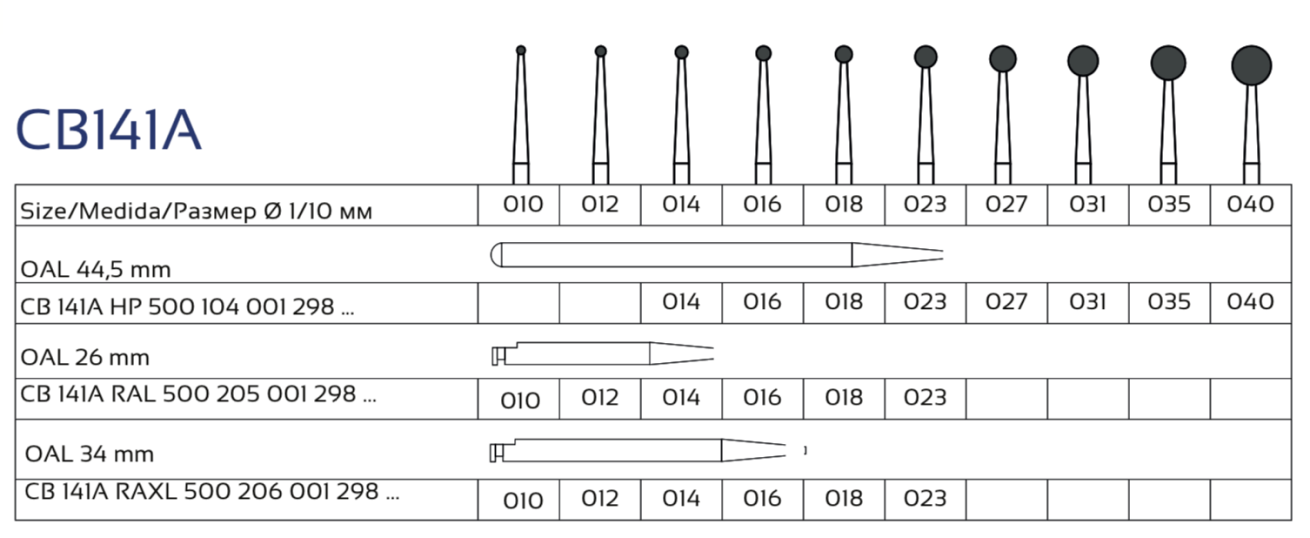 CB141A
Size/Medida/Размер Ø 1/10 мм 010 012 014 016 018 023 027 031 035 040
OAL 44,5 mm
CB 141A HP 500 104 001 298 ... 014 016 018 023 027 031 035 040
OAL 26 mm
CB 141A RAL 500 205 001 298 ... 010 012 014 016 018 023
OAL 34 mm
CB 141A RAXL 500 206 001 298 ... 010 012 014 016 018 023